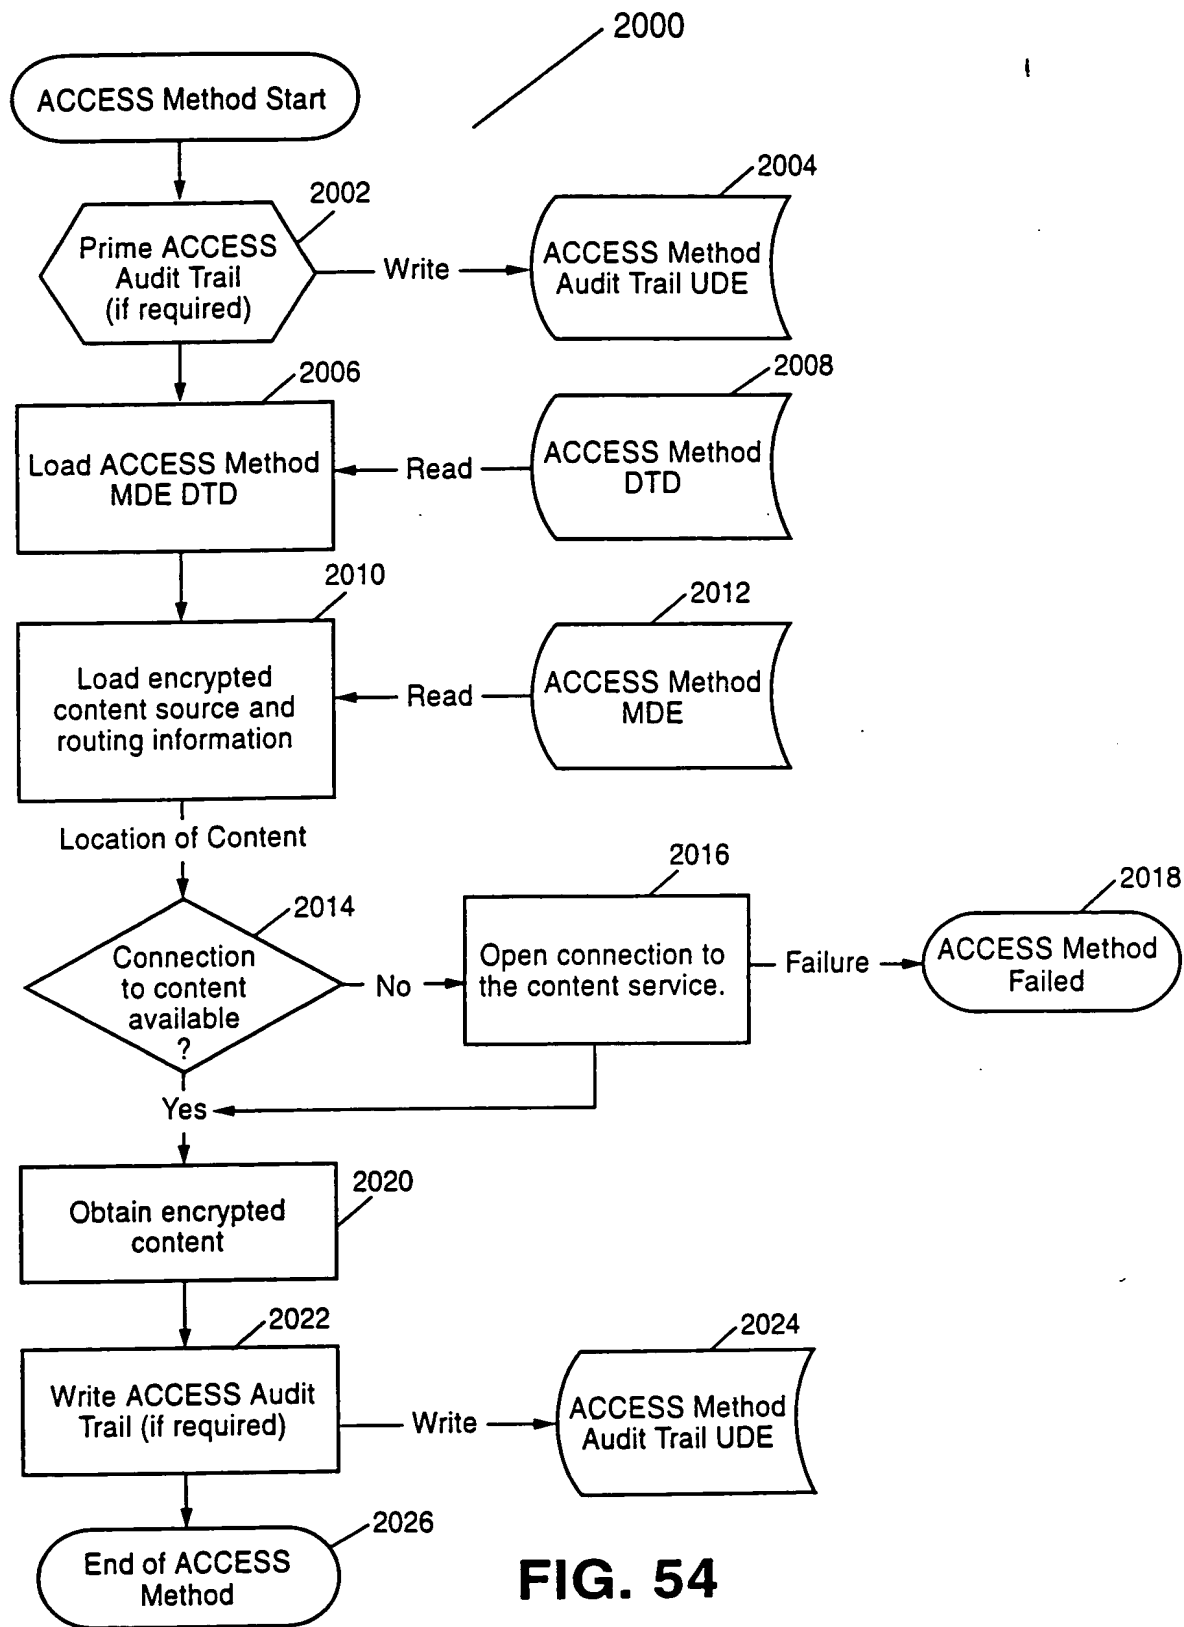 2000
ACCESS Method Start
2002
Prime ACCESS
Audit Trail
(if required)
Write
2004
ACCESS Method
Audit Trail UDE
2006
Load ACCESS Method
MDE DTD
Read
2008
ACCESS Method
DTD
2010
Load encrypted
content source and
routing information
Read
2012
ACCESS Method
MDE
Location of Content
2014
Connection
to content
available
?
No
2016
Open connection to
the content service.
Failure
2018
ACCESS Method
Failed
Yes
2020
Obtain encrypted
content
2022
Write ACCESS Audit
Trail (if required)
Write
2024
ACCESS Method
Audit Trail UDE
2026
End of ACCESS
Method
FIG. 54